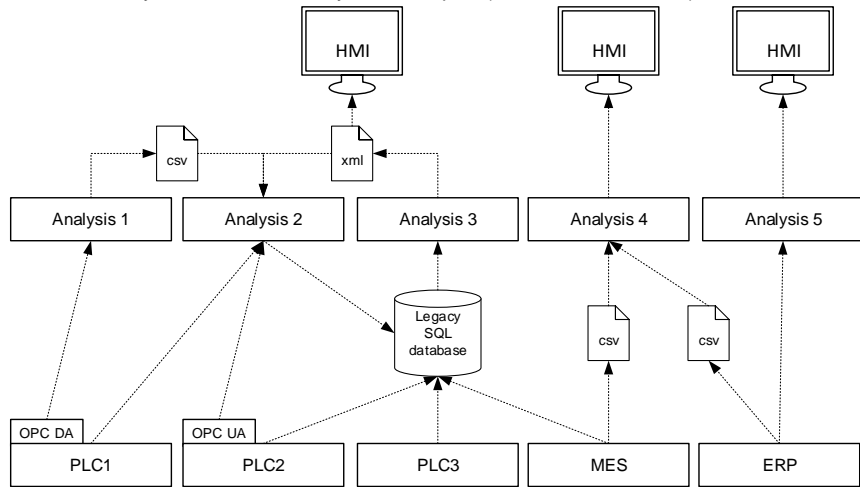 HMI
HMI
HMI
csv
xml
Analysis 1
Analysis 2
Analysis 3
Analysis 4
Analysis 5
Legacy
SQL
database
csv
csv
OPC DA
OPC UA
PLC1
PLC2
PLC3
MES
ERP